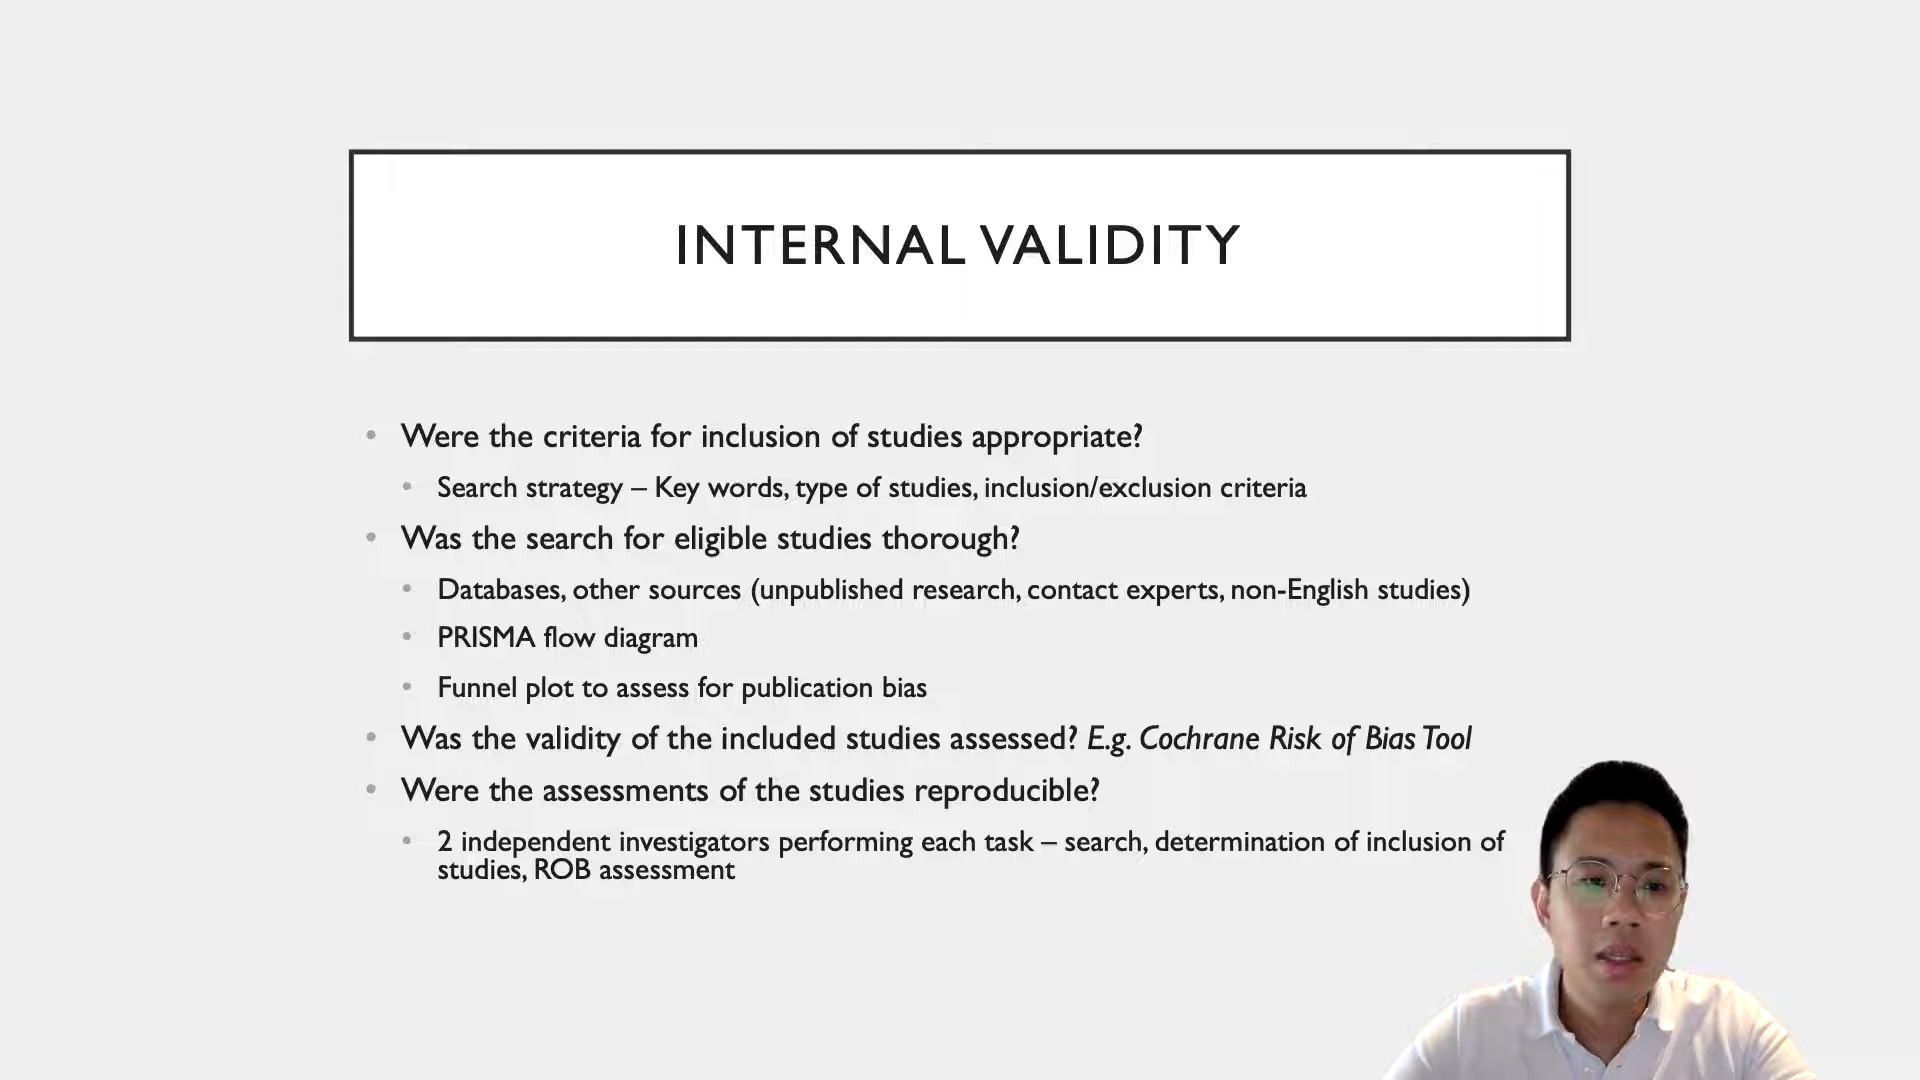 INTERNAL VALIDITY
• Were the criteria for inclusion of studies appropriate?
• Search strategy – Key words, type of studies, inclusion/exclusion criteria
• Was the search for eligible studies thorough?
• Databases, other sources (unpublished research, contact experts, non-English studies)
• PRISMA flow diagram
• Funnel plot to assess for publication bias
• Was the validity of the included studies assessed? E.g. Cochrane Risk of Bias Tool
• Were the assessments of the studies reproducible?
• 2 independent investigators performing each task – search, determination of inclusion of
studies, ROB assessment